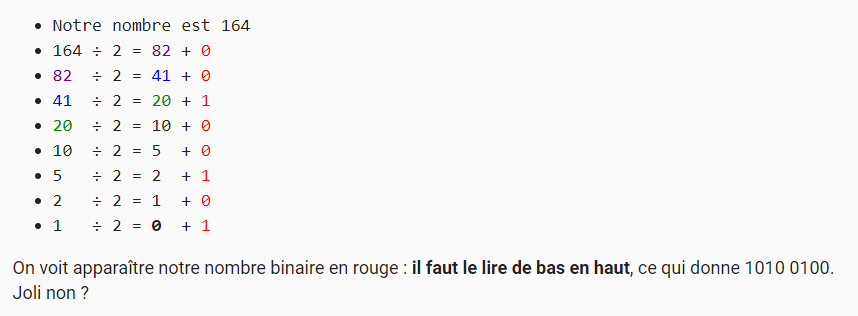 • Notre nombre est 164
• 164 ÷ 2 = 82 + 0
• 82 ÷ 2 = 41 + 0
• 41 ÷ 2 = 20 + 1
• 20 ÷ 2 = 10 + 0
• 10 ÷ 2 = 5 + 0
• 5 ÷ 2 = 2 + 1
• 2 ÷ 2 = 1 + 0
• 1 ÷ 2 = 0 + 1
On voit apparaître notre nombre binaire en rouge : il faut le lire de bas en haut, ce qui donne 1010 0100.
Joli non ?